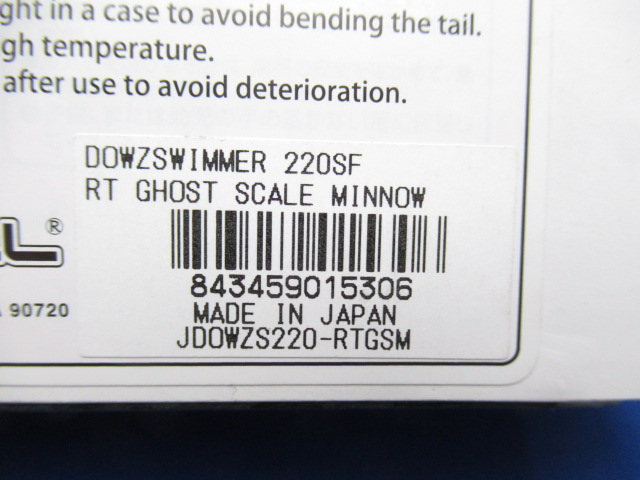 ght in a case to avoid bending the tail.
gh temperature.
after use to avoid deterioration.
DOWZSWIMMER 220SF
RT GHOST SCALE MINNOW
843459015306
MADE IN JAPAN
JDOWZS220-RTGSM
®
90720